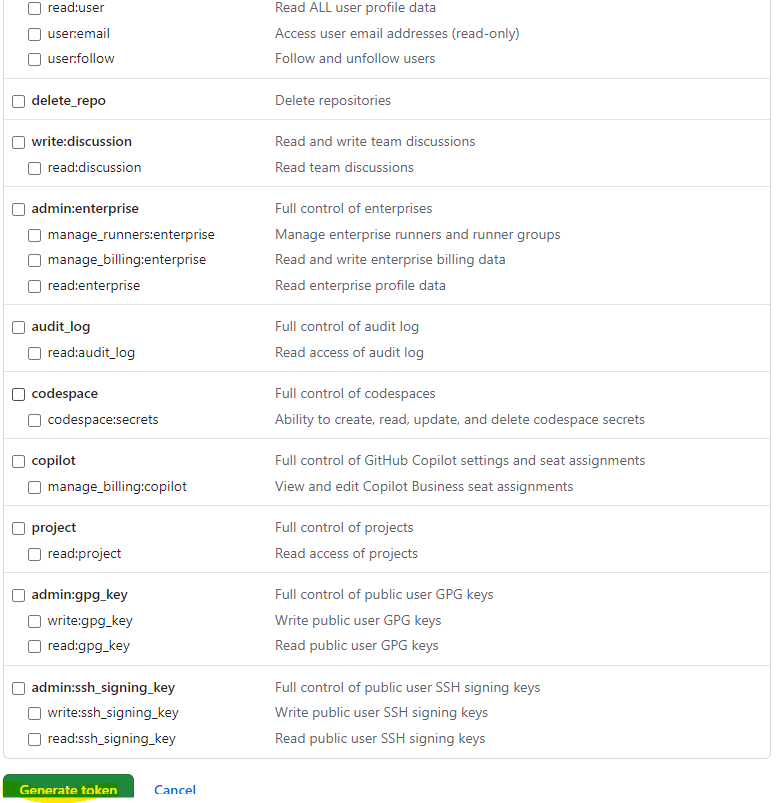 read:user Read ALL user profile data
user:email Access user email addresses (read-only)
user:follow Follow and unfollow users
delete_repo Delete repositories
write:discussion Read and write team discussions
read:discussion Read team discussions
admin:enterprise Full control of enterprises
manage_runners:enterprise Manage enterprise runners and runner groups
manage_billing:enterprise Read and write enterprise billing data
read:enterprise Read enterprise profile data
audit_log Full control of audit log
read:audit_log Read access of audit log
codespace Full control of codespaces
codespace:secrets Ability to create, read, update, and delete codespace secrets
copilot Full control of GitHub Copilot settings and seat assignments
manage_billing:copilot View and edit Copilot Business seat assignments
project Full control of projects
read:project Read access of projects
admin:gpg_key Full control of public user GPG keys
write:gpg_key Write public user GPG keys
read:gpg_key Read public user GPG keys
admin:ssh_signing_key Full control of public user SSH signing keys
write:ssh_signing_key Write public user SSH signing keys
read:ssh_signing_key Read public user SSH signing keys
Generate token Cancel